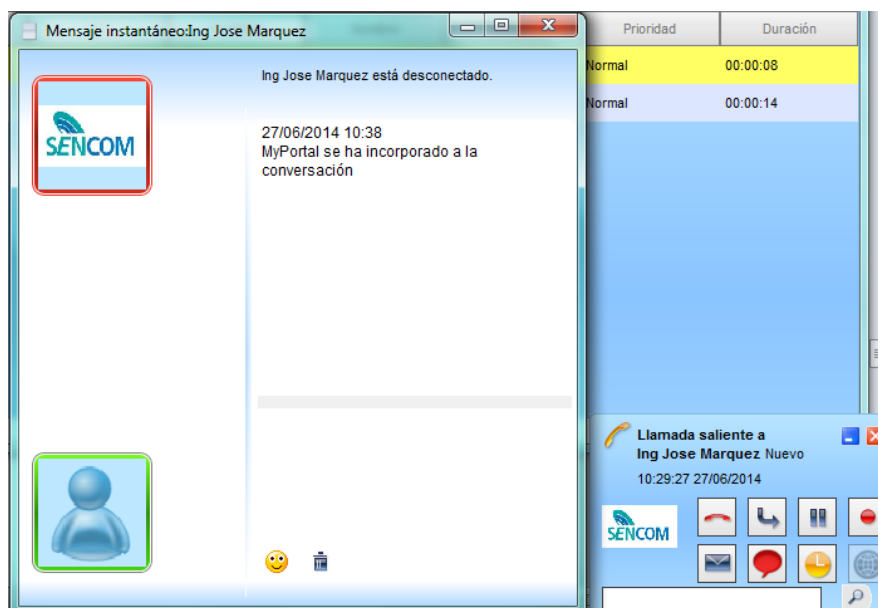 Mensaje instantáneo:Ing Jose Marquez
Prioridad
Duración
Normal
00:00:08
Normal
00:00:14
Ing Jose Marquez está desconectado.
SENCOM
27/06/2014 10:38
MyPortal se ha incorporado a la
conversación
Llamada saliente a
Ing Jose Marquez Nuevo
10:29:27 27/06/2014
SENCOM